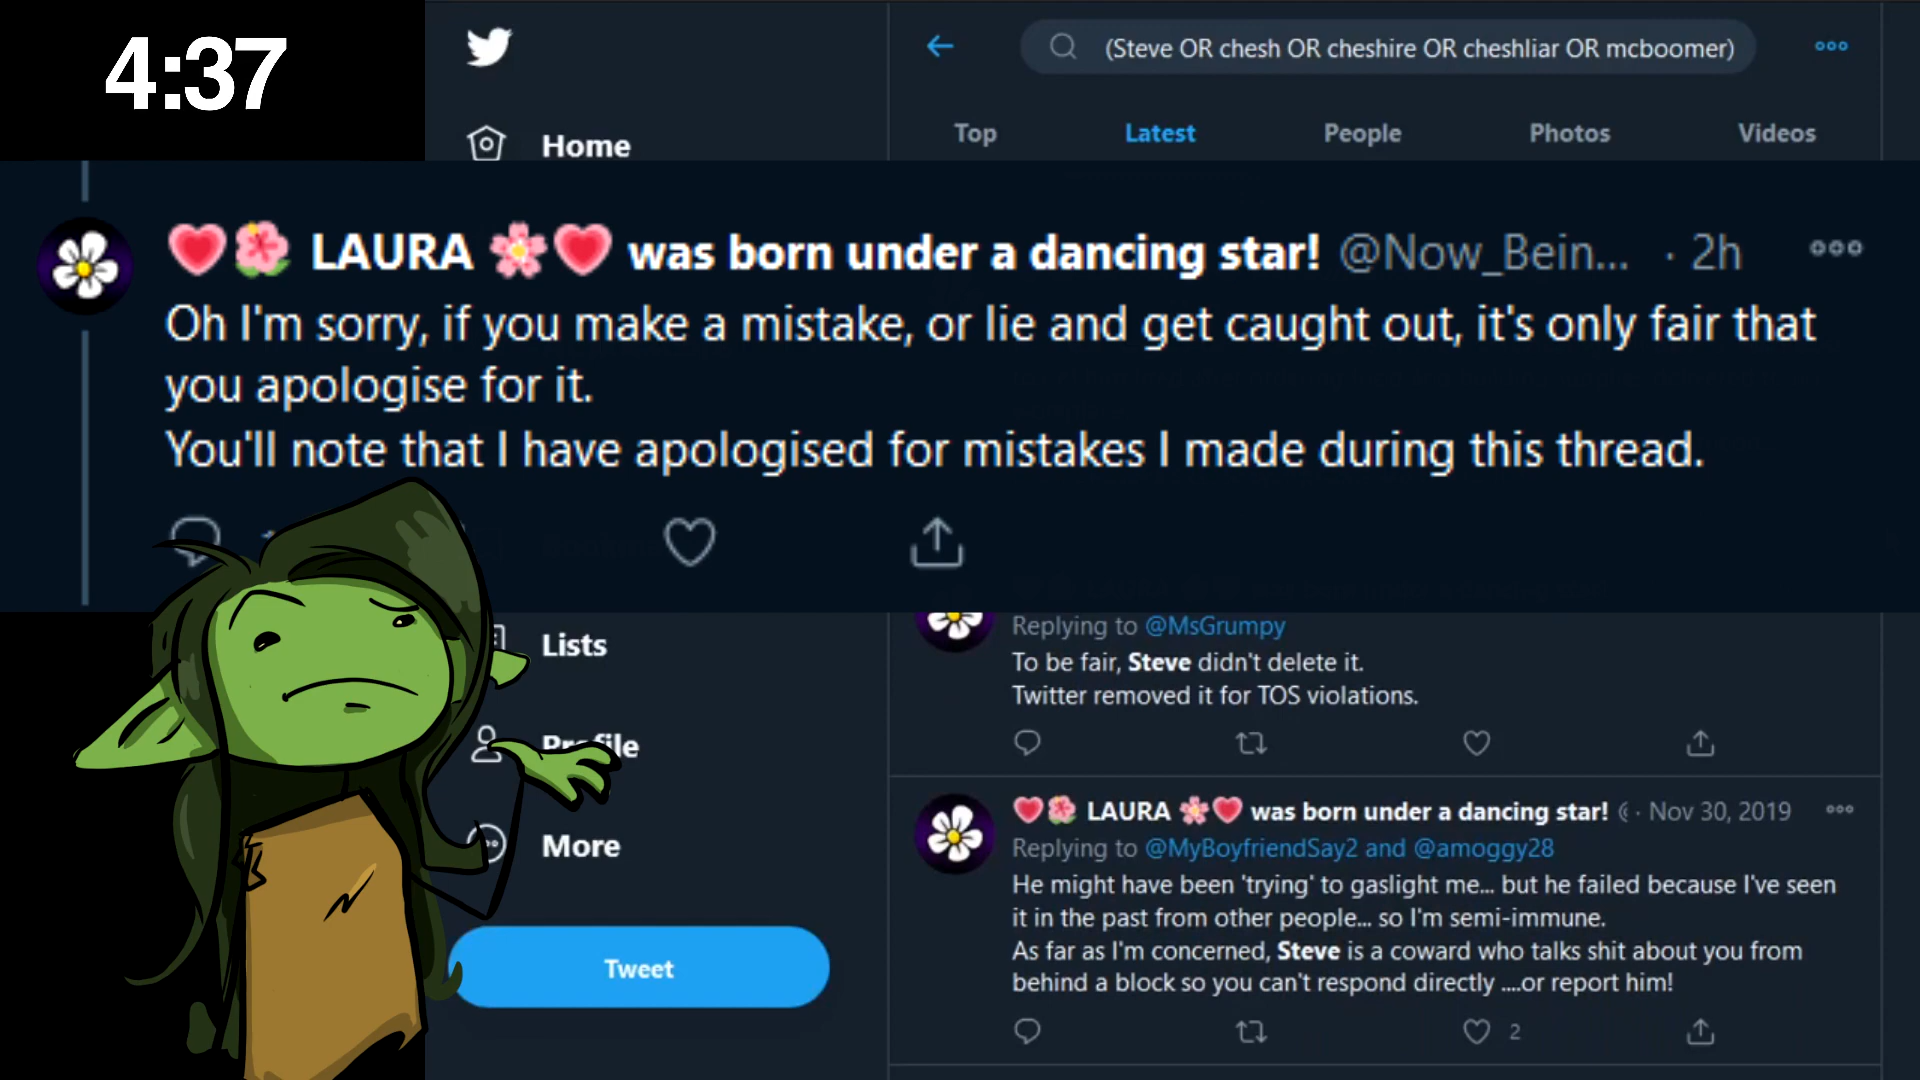 4:37
(Steve OR chesh OR cheshire OR cheshliar OR mcboomer)
Top Latest People Photos Videos
Home
LAURA was born under a dancing star! @Now_Bein... · 2h
Oh I'm sorry, if you make a mistake, or lie and get caught out, it's only fair that
you apologise for it.
You'll note that I have apologised for mistakes I made during this thread.
Lists
Profile
More
Tweet
Replying to @MsGrumpy
To be fair, Steve didn't delete it.
Twitter removed it for TOS violations.
LAURA was born under a dancing star! · Nov 30, 2019
Replying to @MyBoyfriendSay2 and @amoggy28
He might have been 'trying' to gaslight me... but he failed because I've seen
it in the past from other people... so I'm semi-immune.
As far as I'm concerned, Steve is a coward who talks shit about you from
behind a block so you can't respond directly ....or report him!
2